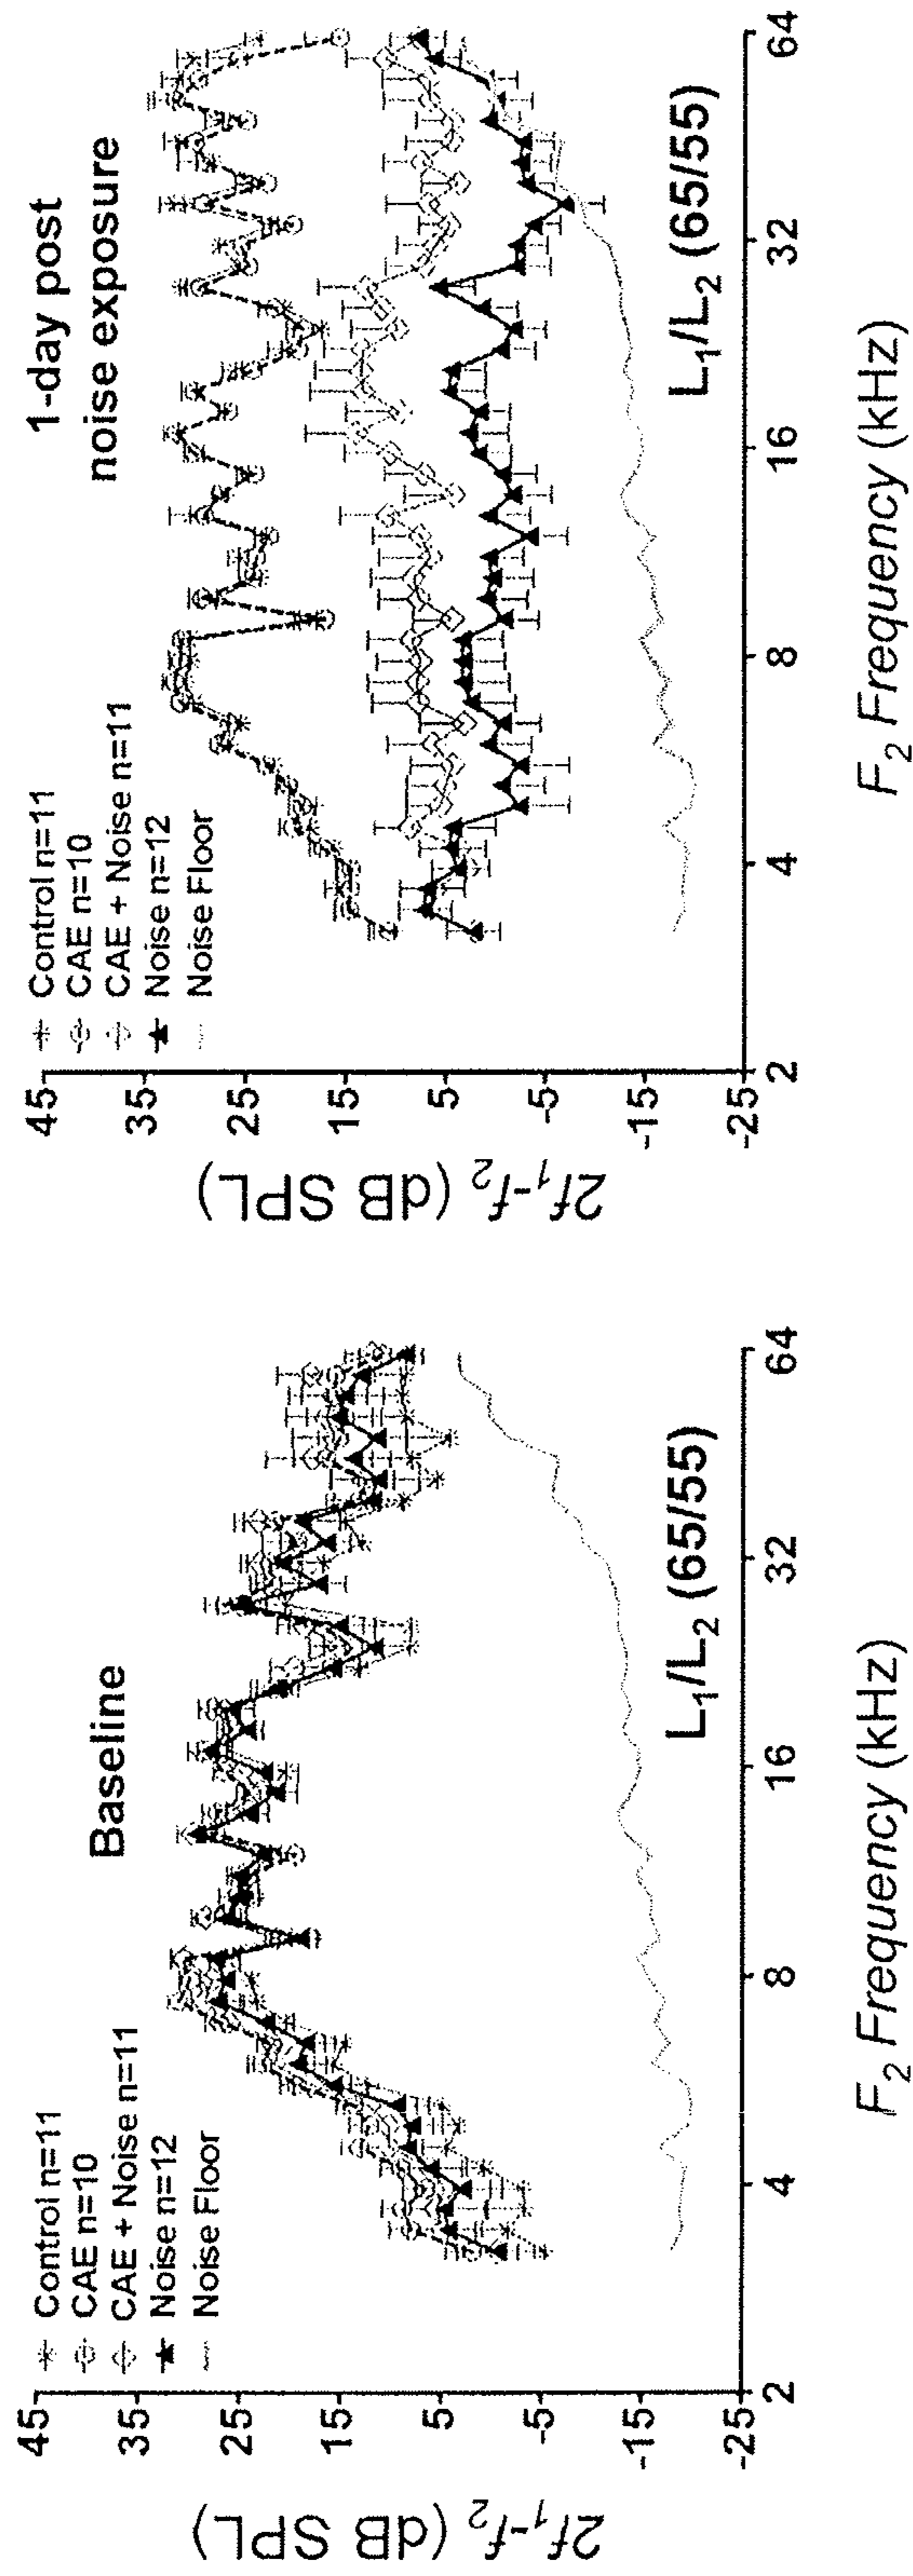 Baseline
Control n=11
CAE n=10
CAE + Noise n=11
Noise n=12
Noise Floor
45
35
25
15
5
-5
-15
-25
2f₁-f₂ (dB SPL)
L₁/L₂ (65/55)
2 4 8 16 32 64
F₂ Frequency (kHz)
1-day post
noise exposure
Control n=11
CAE n=10
CAE + Noise n=11
Noise n=12
Noise Floor
45
35
25
15
5
-5
-15
-25
2f₁-f₂ (dB SPL)
L₁/L₂ (65/55)
2 4 8 16 32 64
F₂ Frequency (kHz)